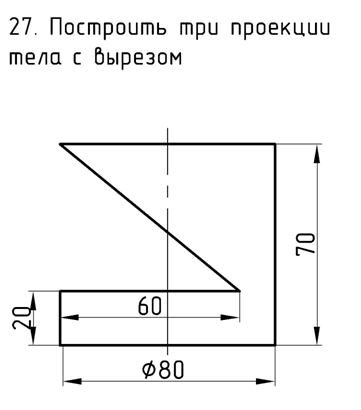 27. Построить три проекции
тела с вырезом
70
60
20
Ø80